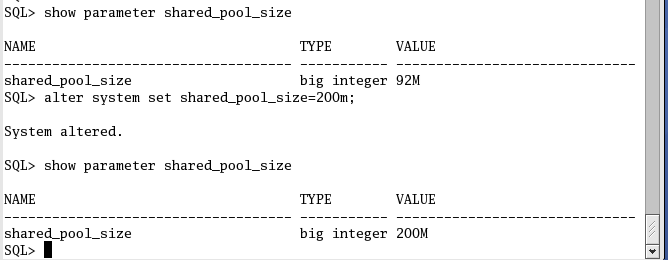 SQL> show parameter shared_pool_size
NAME                                 TYPE        VALUE
------------------------------------ ----------- ------------------------------
shared_pool_size                     big integer 92M
SQL> alter system set shared_pool_size=200m;
System altered.
SQL> show parameter shared_pool_size
NAME                                 TYPE        VALUE
------------------------------------ ----------- ------------------------------
shared_pool_size                     big integer 200M
SQL>